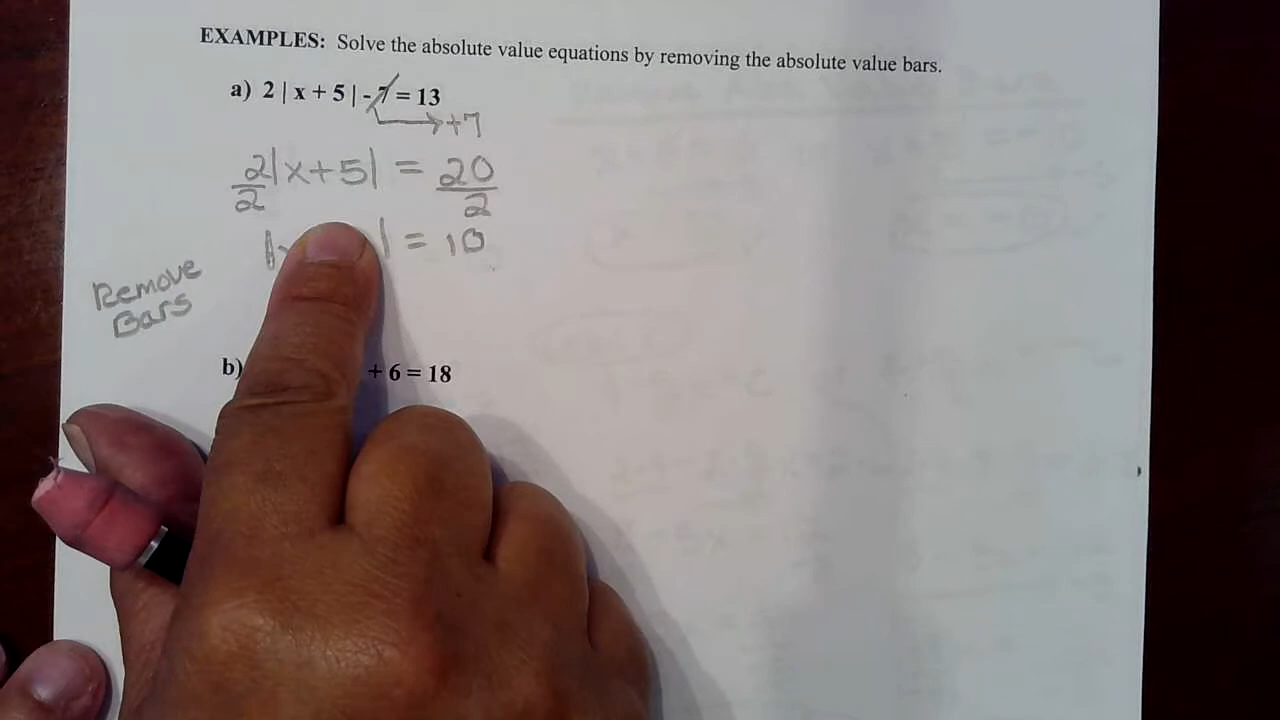 EXAMPLES: Solve the absolute value equations by removing the absolute value bars.
a) 2 | x + 5 | - 7 = 13
+7
2|x+5| = 20
2 2
| | = 10
Remove
Bars
b) + 6 = 18